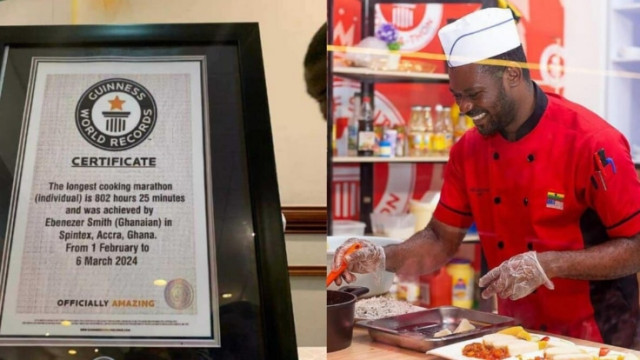 GUINNESS
WORLD RECORDS
CERTIFICATE
The longest cooking marathon
(individual) is 802 hours 25 minutes
and was achieved by
Ebenezer Smith (Ghanaian) in
Spintex, Accra, Ghana.
From 1 February to
6 March 2024
OFFICIALLY AMAZING
-THON